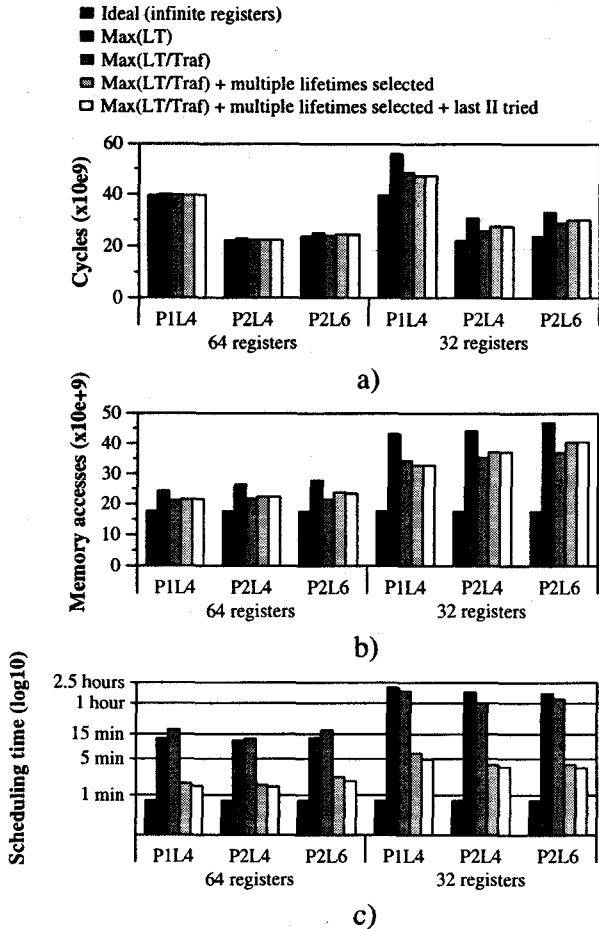 Ideal (infinite registers)
Max(LT)
Max(LT/Traf)
Max(LT/Traf) + multiple lifetimes selected
Max(LT/Traf) + multiple lifetimes selected + last II tried
Cycles (x10e9)
60
40
20
0
P1L4 P2L4 P2L6 P1L4 P2L4 P2L6
64 registers 32 registers
a)
Memory accesses (x10e+9)
50
40
30
20
10
0
P1L4 P2L4 P2L6 P1L4 P2L4 P2L6
64 registers 32 registers
b)
Scheduling time (log10)
2.5 hours
1 hour
15 min
5 min
1 min
P1L4 P2L4 P2L6 P1L4 P2L4 P2L6
64 registers 32 registers
c)